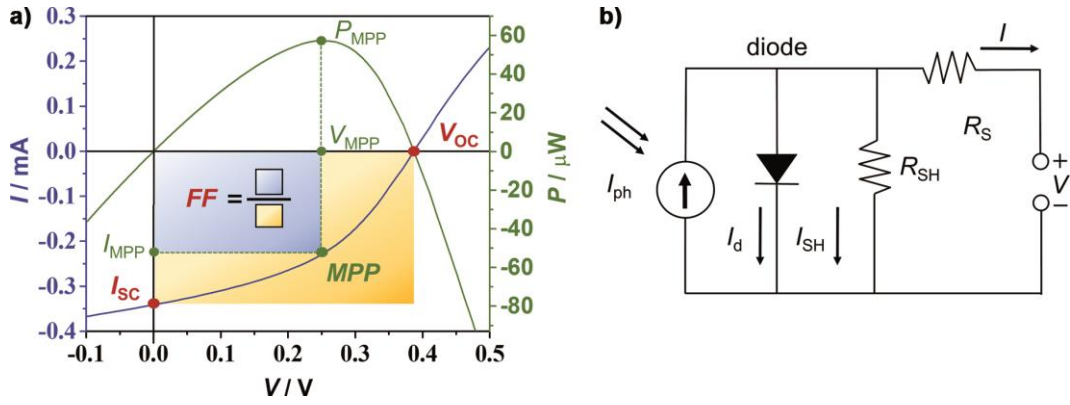 a)
I / mA
0.3
0.2
0.1
0.0
-0.1
-0.2
-0.3
-0.4
-0.1
0.0
0.1
0.2
0.3
0.4
0.5
V / V
60
40
20
0
-20
-40
-60
-80
P / μW
P_MPP
V_MPP
V_OC
FF =
I_MPP
MPP
I_SC
b)
diode
I
R_S
R_SH
I_ph
I_d
I_SH
+
V
−